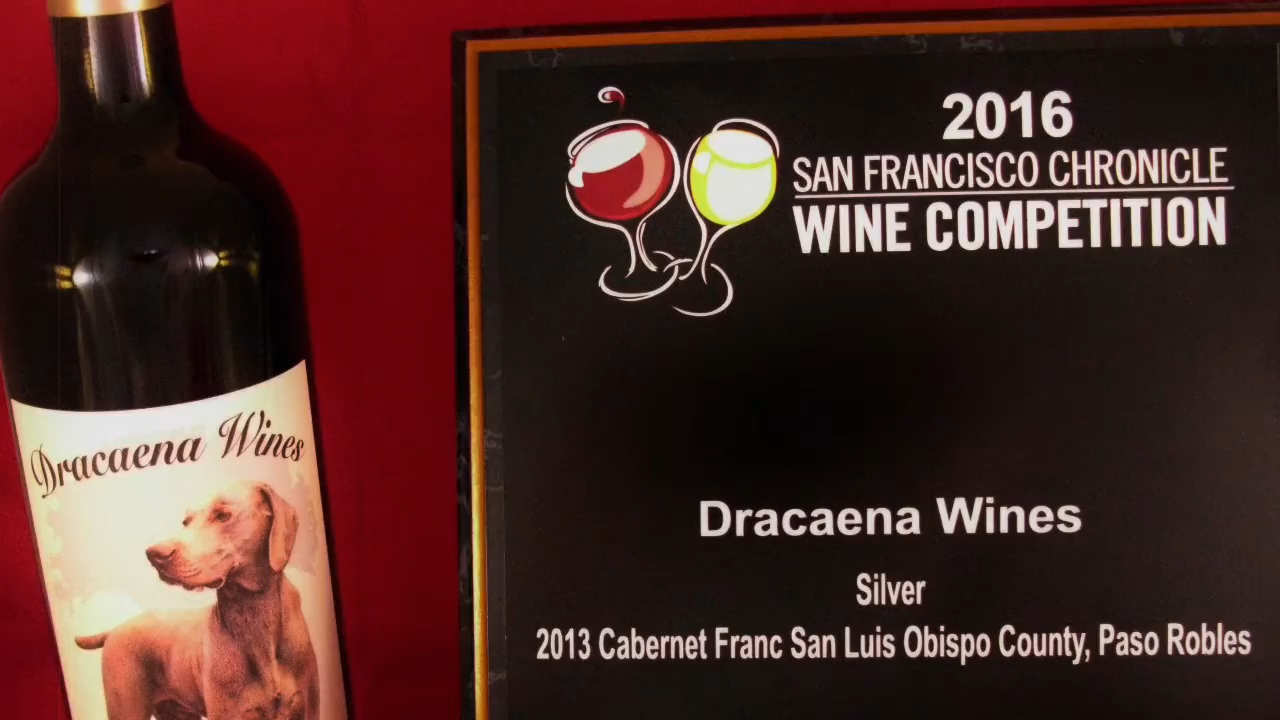 Dracaena Wines
2016
SAN FRANCISCO CHRONICLE
WINE COMPETITION
Dracaena Wines
Silver
2013 Cabernet Franc San Luis Obispo County, Paso Robles